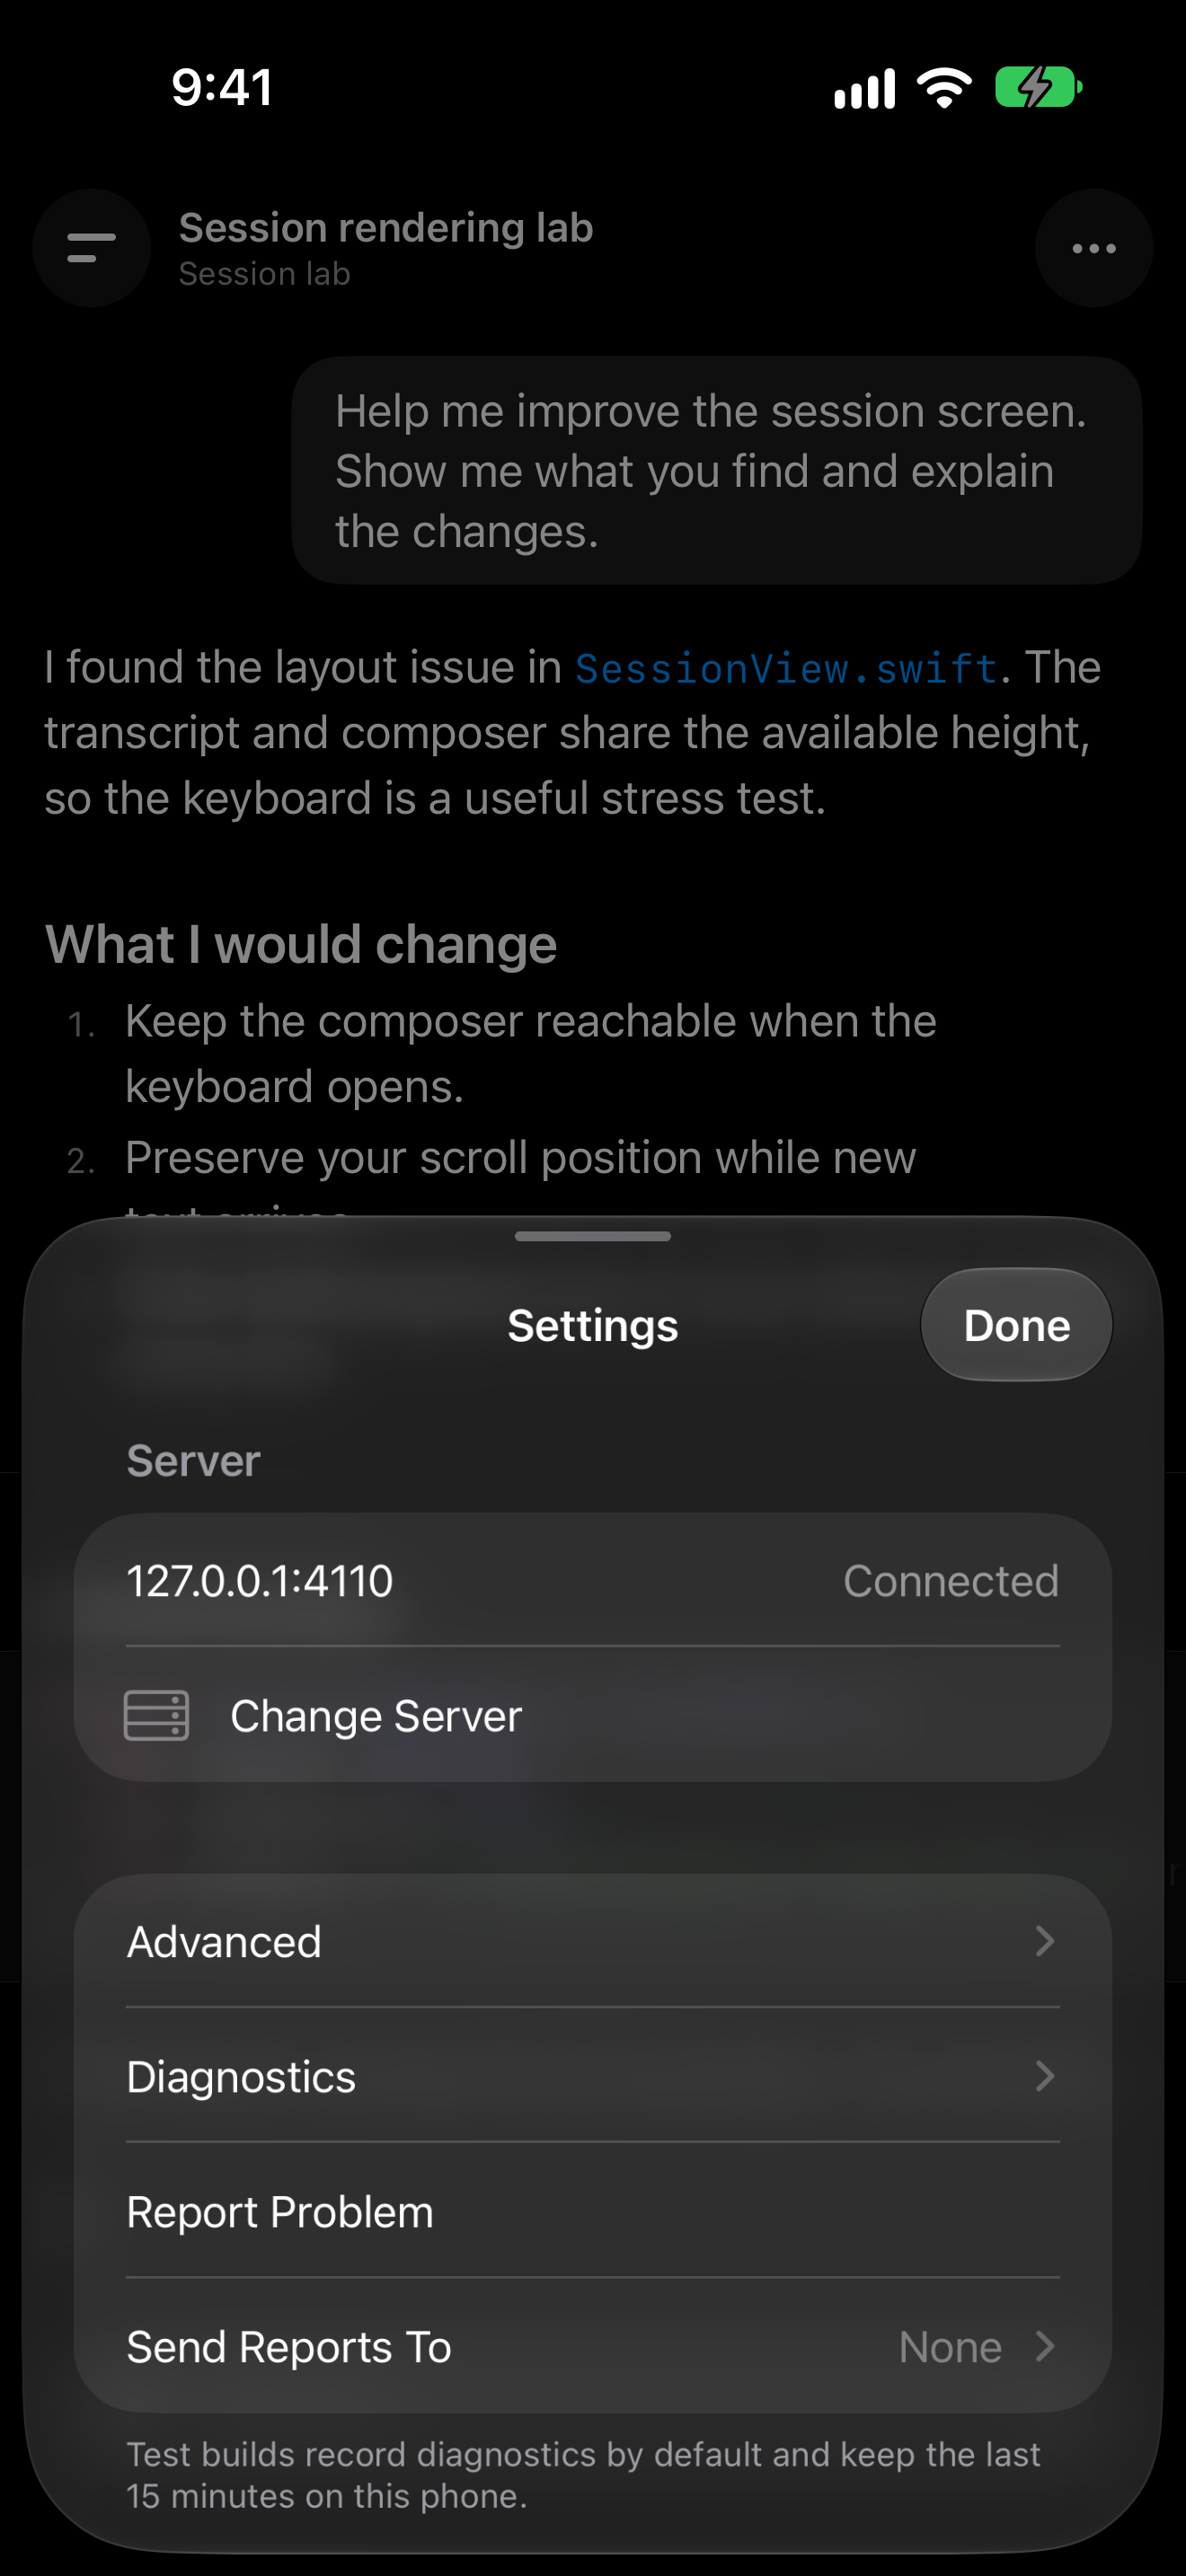 9:41
Session rendering lab
Session lab
Help me improve the session screen.
Show me what you find and explain
the changes.
I found the layout issue in SessionView.swift. The
transcript and composer share the available height,
so the keyboard is a useful stress test.
What I would change
1. Keep the composer reachable when the
keyboard opens.
2. Preserve your scroll position while new
text arrives
Settings
Done
Server
127.0.0.1:4110 Connected
Change Server
Advanced
Diagnostics
Report Problem
Send Reports To None
Test builds record diagnostics by default and keep the last
15 minutes on this phone.